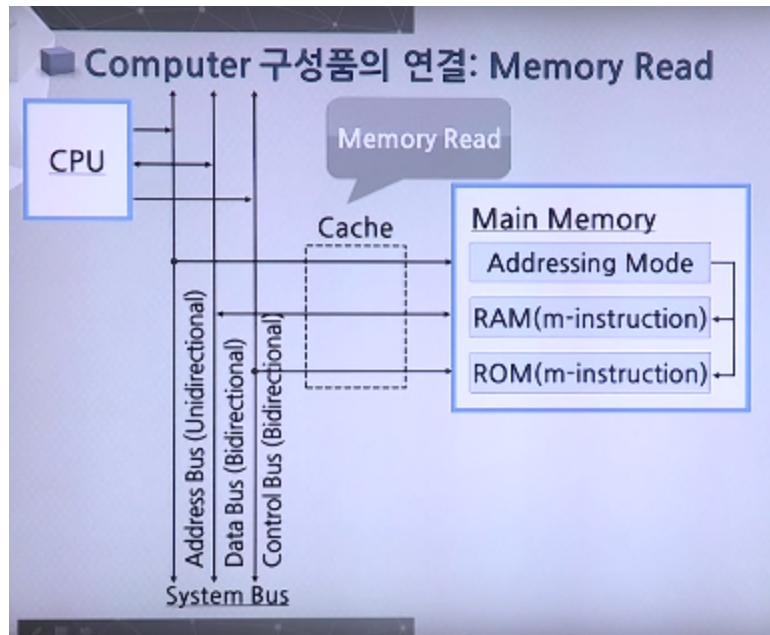 Computer 구성품의 연결: Memory Read
CPU
Memory Read
Cache
Main Memory
Addressing Mode
RAM(m-instruction)
ROM(m-instruction)
Address Bus (Unidirectional)
Data Bus (Bidirectional)
Control Bus (Bidirectional)
System Bus